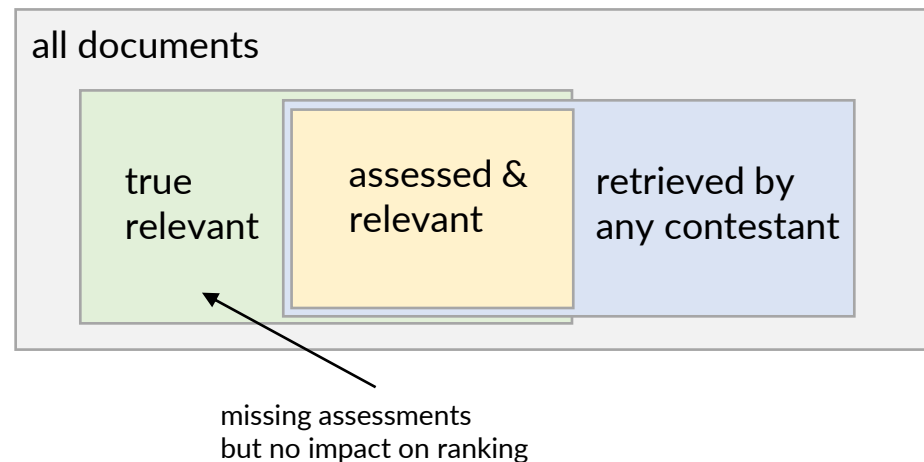 all documents
true
relevant
assessed &
relevant
retrieved by
any contestant
missing assessments
but no impact on ranking